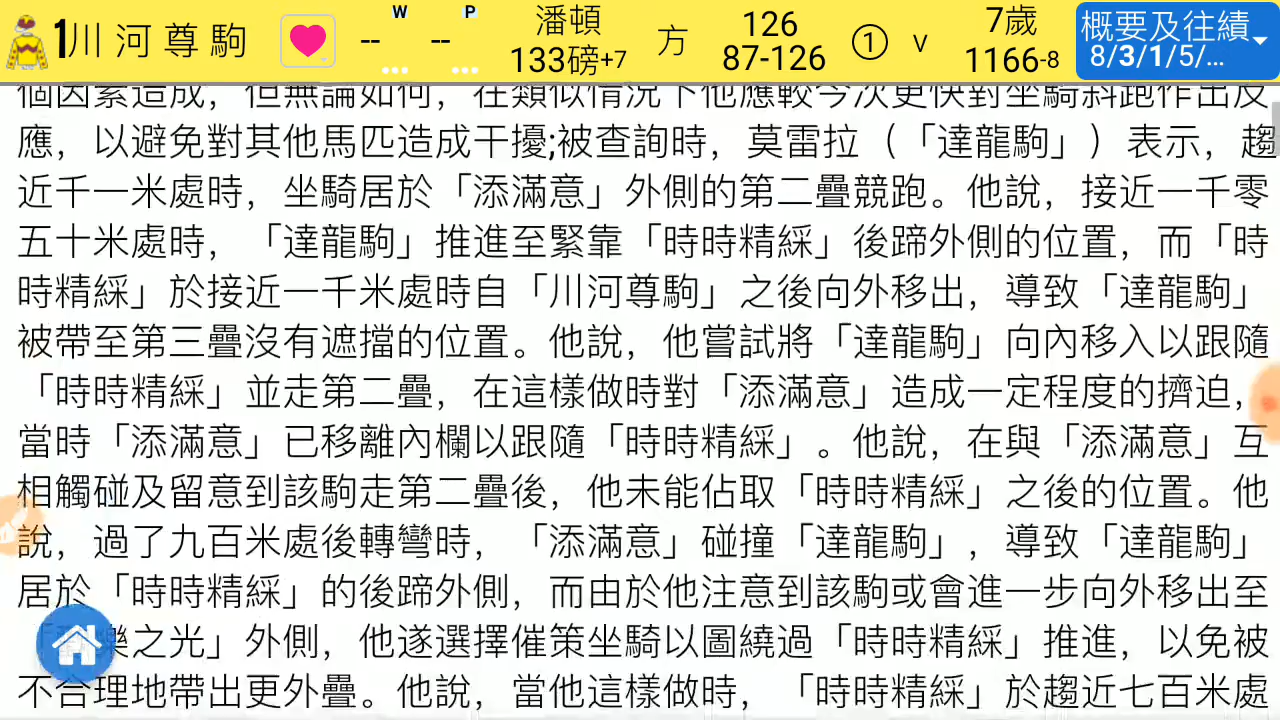 1 川河尊駒 -- -- W P 潘頓 133磅+7 方 126 87-126 ① v 7歲 1166-8 概要及往績 8/3/1/5/...
個因素造成，但無論如何，在類似情況下他應較今次更快對坐騎斜跑作出反
應，以避免對其他馬匹造成干擾;被查詢時，莫雷拉（「達龍駒」）表示，趨
近千一米處時，坐騎居於「添滿意」外側的第二疊競跑。他說，接近一千零
五十米處時，「達龍駒」推進至緊靠「時時精綵」後蹄外側的位置，而「時
時精綵」於接近一千米處時自「川河尊駒」之後向外移出，導致「達龍駒」
被帶至第三疊沒有遮擋的位置。他說，他嘗試將「達龍駒」向內移入以跟隨
「時時精綵」並走第二疊，在這樣做時對「添滿意」造成一定程度的擠迫，
當時「添滿意」已移離內欄以跟隨「時時精綵」。他說，在與「添滿意」互
相觸碰及留意到該駒走第二疊後，他未能佔取「時時精綵」之後的位置。他
說，過了九百米處後轉彎時，「添滿意」碰撞「達龍駒」，導致「達龍駒」
居於「時時精綵」的後蹄外側，而由於他注意到該駒或會進一步向外移出至
樂之光」外側，他遂選擇催策坐騎以圖繞過「時時精綵」推進，以免被
不合理地帶出更外疊。他說，當他這樣做時，「時時精綵」於趨近七百米處